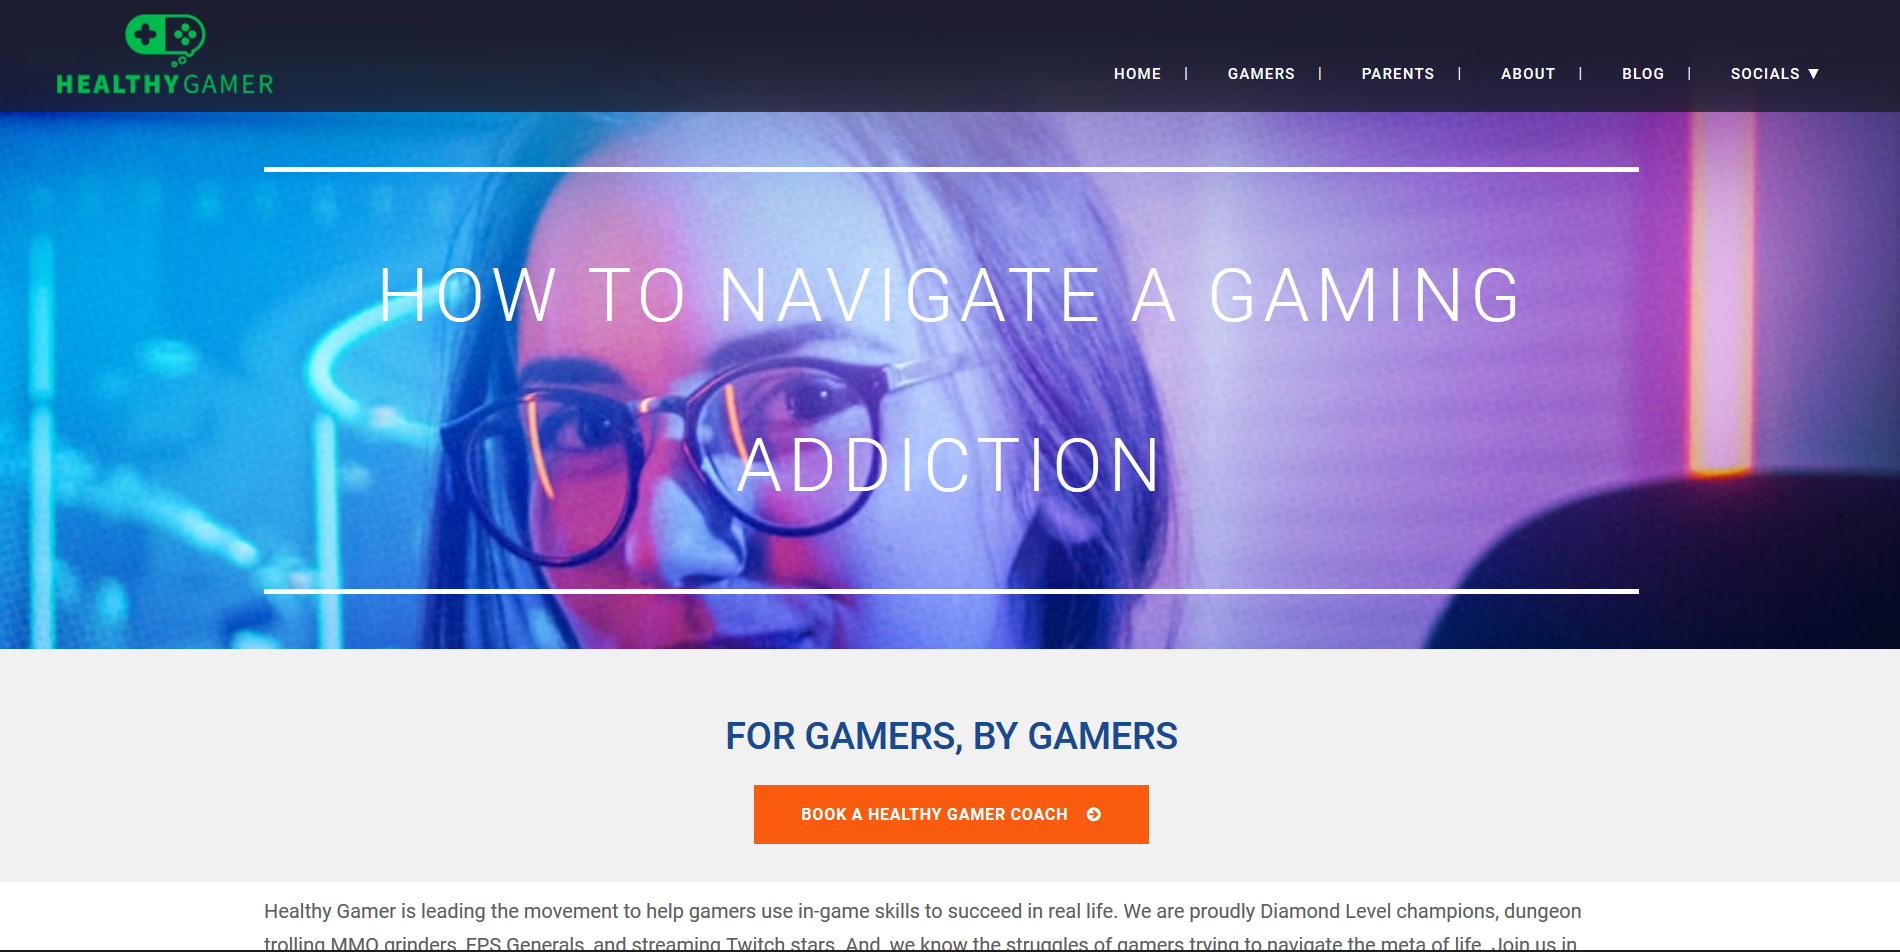 HEALTHYGAMER
HOME | GAMERS | PARENTS | ABOUT | BLOG | SOCIALS ▼
HOW TO NAVIGATE A GAMING
ADDICTION
FOR GAMERS, BY GAMERS
BOOK A HEALTHY GAMER COACH
Healthy Gamer is leading the movement to help gamers use in-game skills to succeed in real life. We are proudly Diamond Level champions, dungeon
trolling MMO grinders, FPS Generals, and streaming Twitch stars. And, we know the struggles of gamers trying to navigate the meta of life. Join us in